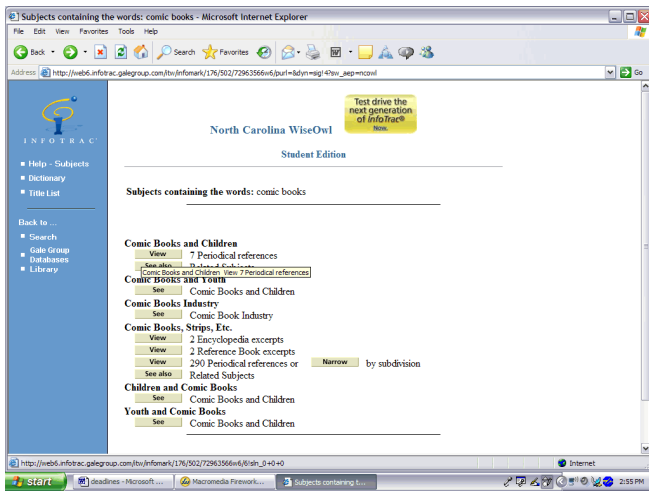 Subjects containing the words: comic books - Microsoft Internet Explorer
File Edit View Favorites Tools Help
Back Search Favorites
Address http://web6.infotrac.galegroup.com/itw/infomark/176/502/72963566w6/purl=&dyn=sig!4?sw_aep=ncowl Go
Test drive the
next generation
of InfoTrac®
Now.
INFOTRAC
North Carolina WiseOwl
Student Edition
Help - Subjects
Dictionary
Title List
Back to ...
Search
Gale Group
Databases
Library
Subjects containing the words: comic books
Comic Books and Children
View 7 Periodical references
See also Related Subjects
Comic Books and Children View 7 Periodical references
Comic Books and Youth
See Comic Books and Children
Comic Books Industry
See Comic Book Industry
Comic Books, Strips, Etc.
View 2 Encyclopedia excerpts
View 2 Reference Book excerpts
View 290 Periodical references or Narrow by subdivision
See also Related Subjects
Children and Comic Books
See Comic Books and Children
Youth and Comic Books
See Comic Books and Children
http://web6.infotrac.galegroup.com/itw/infomark/176/502/72963566w6/6!sln_0+0+0 Internet
start deadlines - Microsoft ... Macromedia Firework... Subjects containing t... 2:55 PM